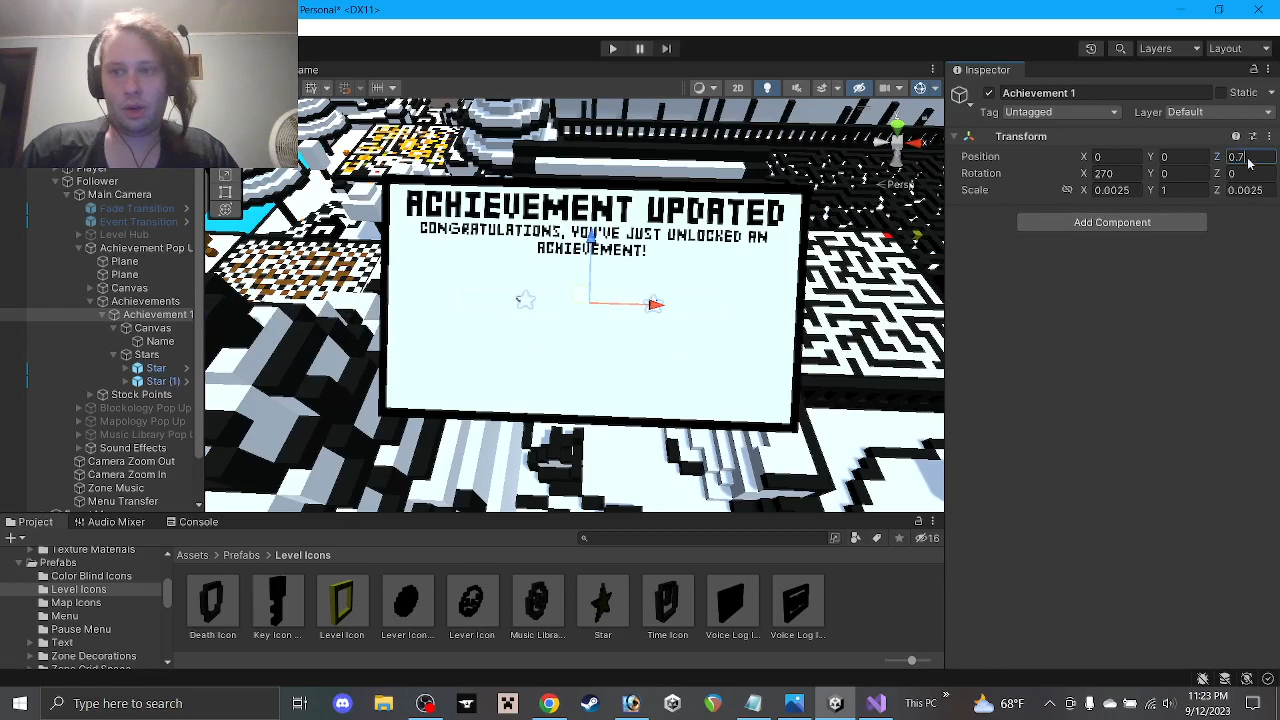 Personal* <DX11>
ame
Layers
Layout
2D
Inspector
Achievement 1
Static
Tag Untagged
Layer Default
Transform
Position X 0 Y 0 Z 0.7
Rotation X 270 Y 0 Z 0
Scale X 0.0025 Y 1 Z 0.0025
Add Component
Follower
Main Camera
Fade Transition
Event Transition
Level Hub
Achievement Pop U
Plane
Plane
Canvas
Achievements
Achievement 1
Canvas
Name
Stars
Star
Star (1)
Stock Points
Blockology Pop Up
Mapology Pop Up
Music Library Pop U
Sound Effects
Camera Zoom Out
Camera Zoom In
Zone Music
Menu Transfer
x
Persp
ACHIEVEMENT UPDATED
CONGRATULATIONS, YOU'VE JUST UNLOCKED AN
ACHIEVEMENT!
Project
Audio Mixer
Console
16
Texture Materials
Prefabs
Color Blind Icons
Level Icons
Map Icons
Menu
Pause Menu
Text
Zone Decorations
Zone Grid Space
Assets > Prefabs > Level Icons
Death Icon
Key Icon ...
Level Icon
Lever Icon...
Lever Icon
Music Libra...
Star
Time Icon
Voice Log I...
Voice Log I...
Type here to search
This PC
68°F
11:23 PM
9/12/2023